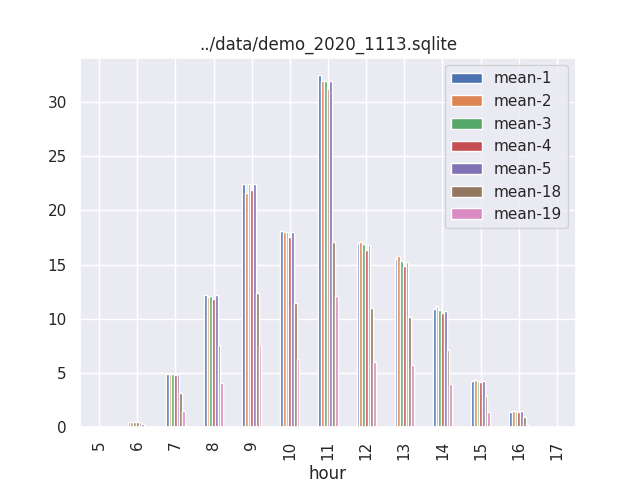 ../data/demo_2020_1113.sqlite
mean-1
mean-2
mean-3
mean-4
mean-5
mean-18
mean-19
30
25
20
15
10
5
0
5 6 7 8 9 10 11 12 13 14 15 16 17
hour